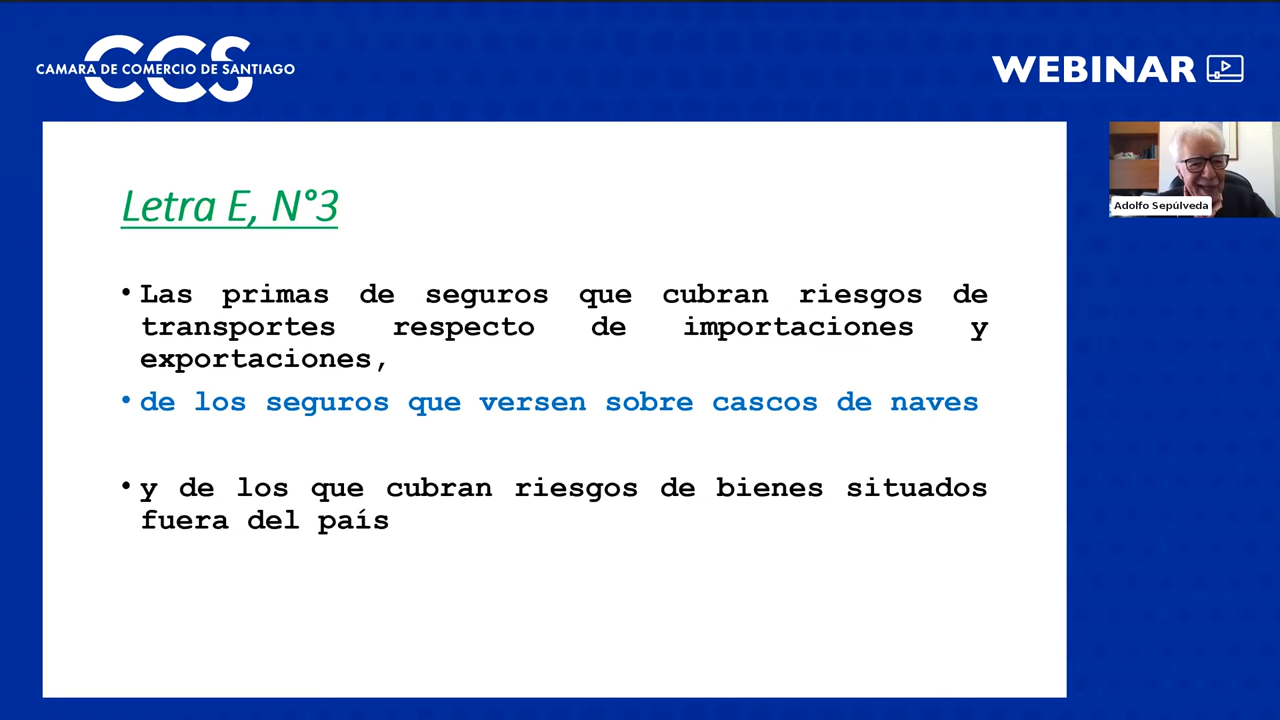 CCS
CAMARA DE COMERCIO DE SANTIAGO
WEBINAR
Letra E, N°3
• Las primas de seguros que cubran riesgos de
transportes respecto de importaciones y
exportaciones,
• de los seguros que versen sobre cascos de naves
• y de los que cubran riesgos de bienes situados
fuera del país
Adolfo Sepúlveda